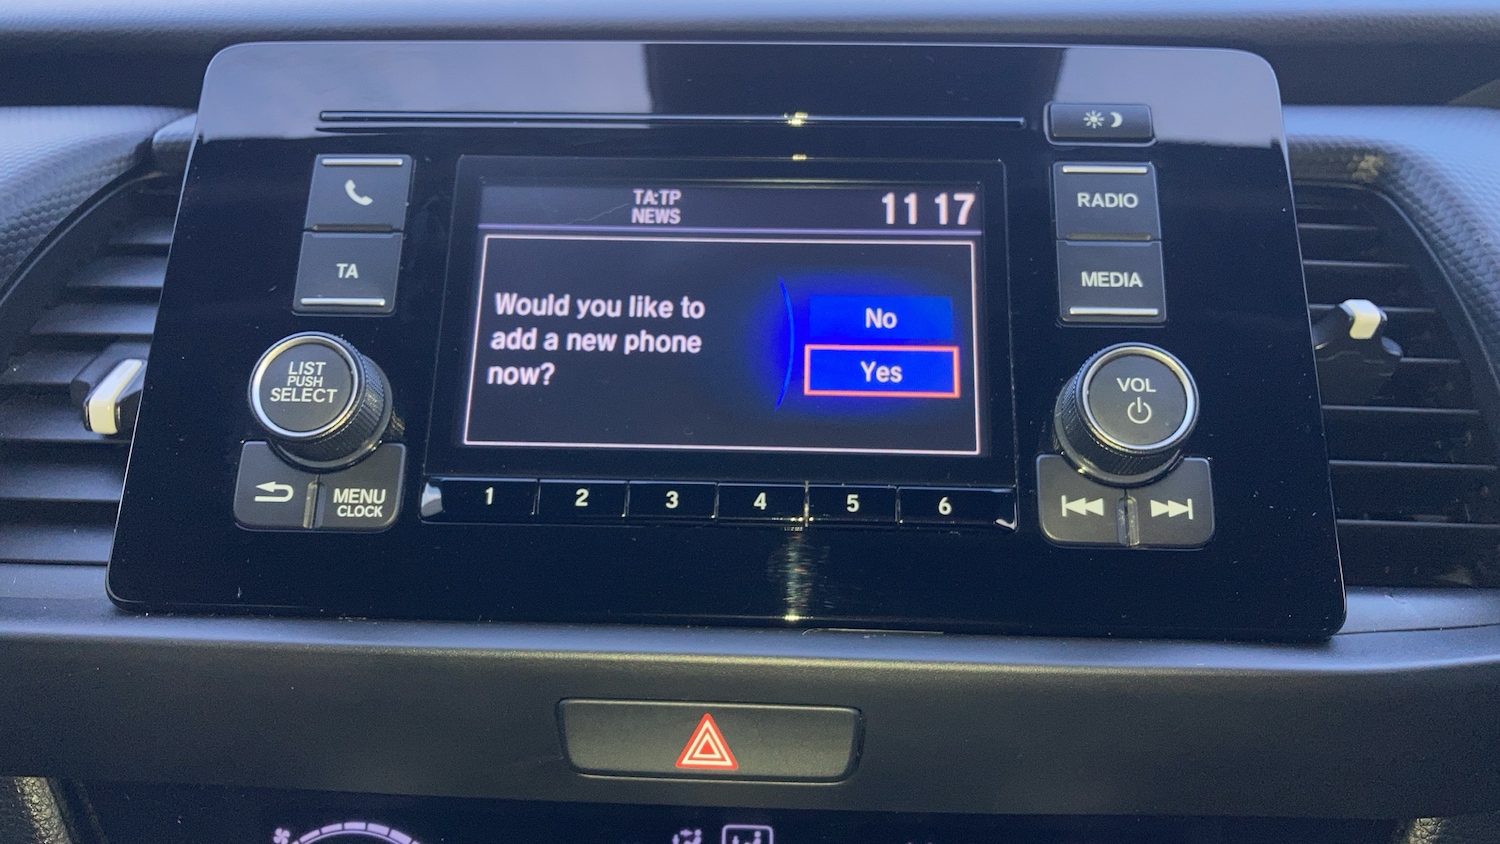 TA:TP
NEWS
11 17
RADIO
TA
MEDIA
Would you like to
add a new phone
now?
No
Yes
LIST
PUSH
SELECT
VOL
MENU
CLOCK
1 2 3 4 5 6